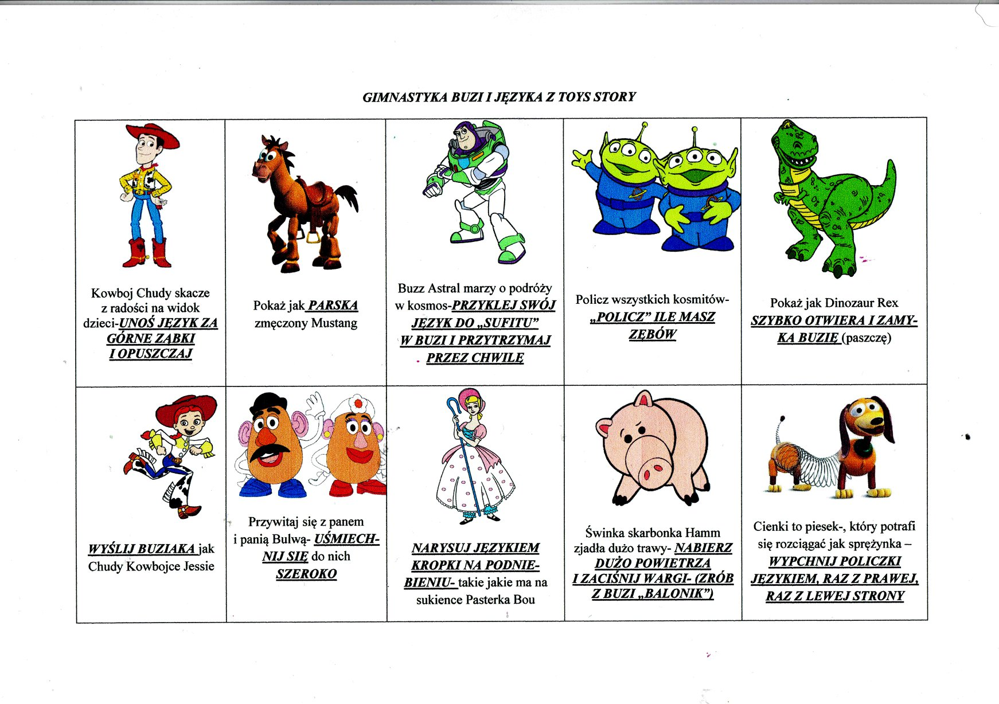 GIMNASTYKA BUZI I JĘZYKA Z TOYS STORY
Kowboj Chudy skacze
z radości na widok
dzieci-UNOŚ JĘZYK ZA
GÓRNE ZĄBKI
I OPUSZCZAJ
Pokaż jak PARSKA
zmęczony Mustang
Buzz Astral marzy o podróży
w kosmos-PRZYKLEJ SWÓJ
JĘZYK DO „SUFITU”
W BUZI I PRZYTRZYMAJ
PRZEZ CHWILĘ
Policz wszystkich kosmitów-
„POLICZ” ILE MASZ
ZĘBÓW
Pokaż jak Dinozaur Rex
SZYBKO OTWIERA I ZAMY-
KA BUZIĘ (paszczę)
WYŚLIJ BUZIAKA jak
Chudy Kowbojce Jessie
Przywitaj się z panem
i panią Bulwą- UŚMIECH-
NIJ SIĘ do nich
SZEROKO
NARYSUJ JĘZYKIEM
KROPKI NA PODNIE-
BIENIU- takie jakie ma na
sukience Pasterka Bou
Świnka skarbonka Hamm
zjadła dużo trawy- NABIERZ
DUŻO POWIETRZA
I ZACIŚNIJ WARGI- (ZRÓB
Z BUZI „BALONIK”)
Cienki to piesek-, który potrafi
się rozciągać jak sprężynka –
WYPCHNIJ POLICZKI
JĘZYKIEM, RAZ Z PRAWEJ,
RAZ Z LEWEJ STRONY